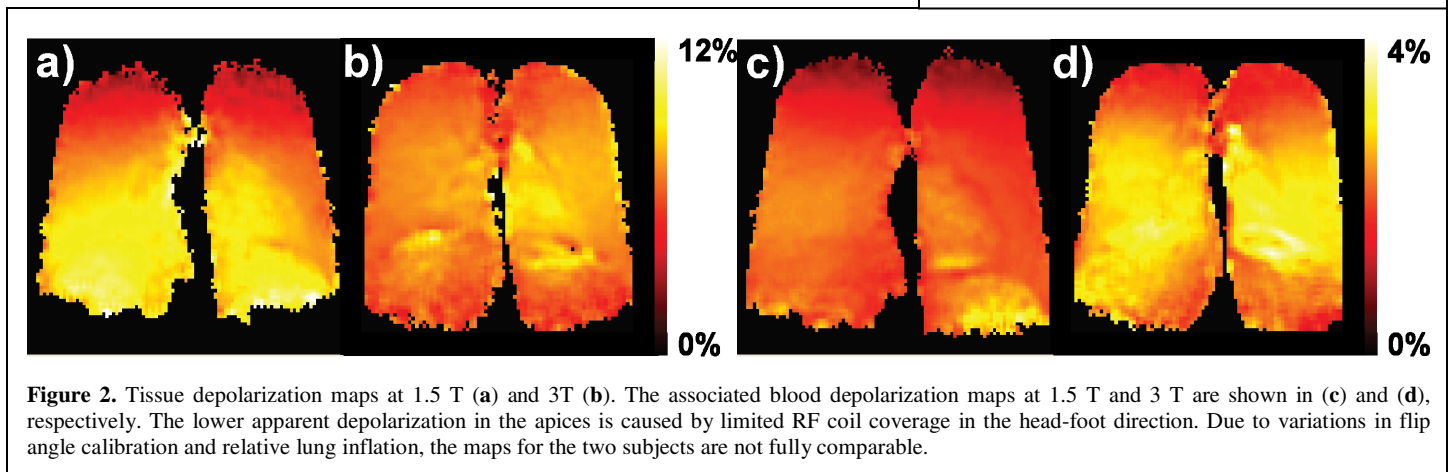 a) b) 12% c) d) 4%
0% 0%
Figure 2. Tissue depolarization maps at 1.5 T (a) and 3T (b). The associated blood depolarization maps at 1.5 T and 3 T are shown in (c) and (d),
respectively. The lower apparent depolarization in the apices is caused by limited RF coil coverage in the head-foot direction. Due to variations in flip
angle calibration and relative lung inflation, the maps for the two subjects are not fully comparable.